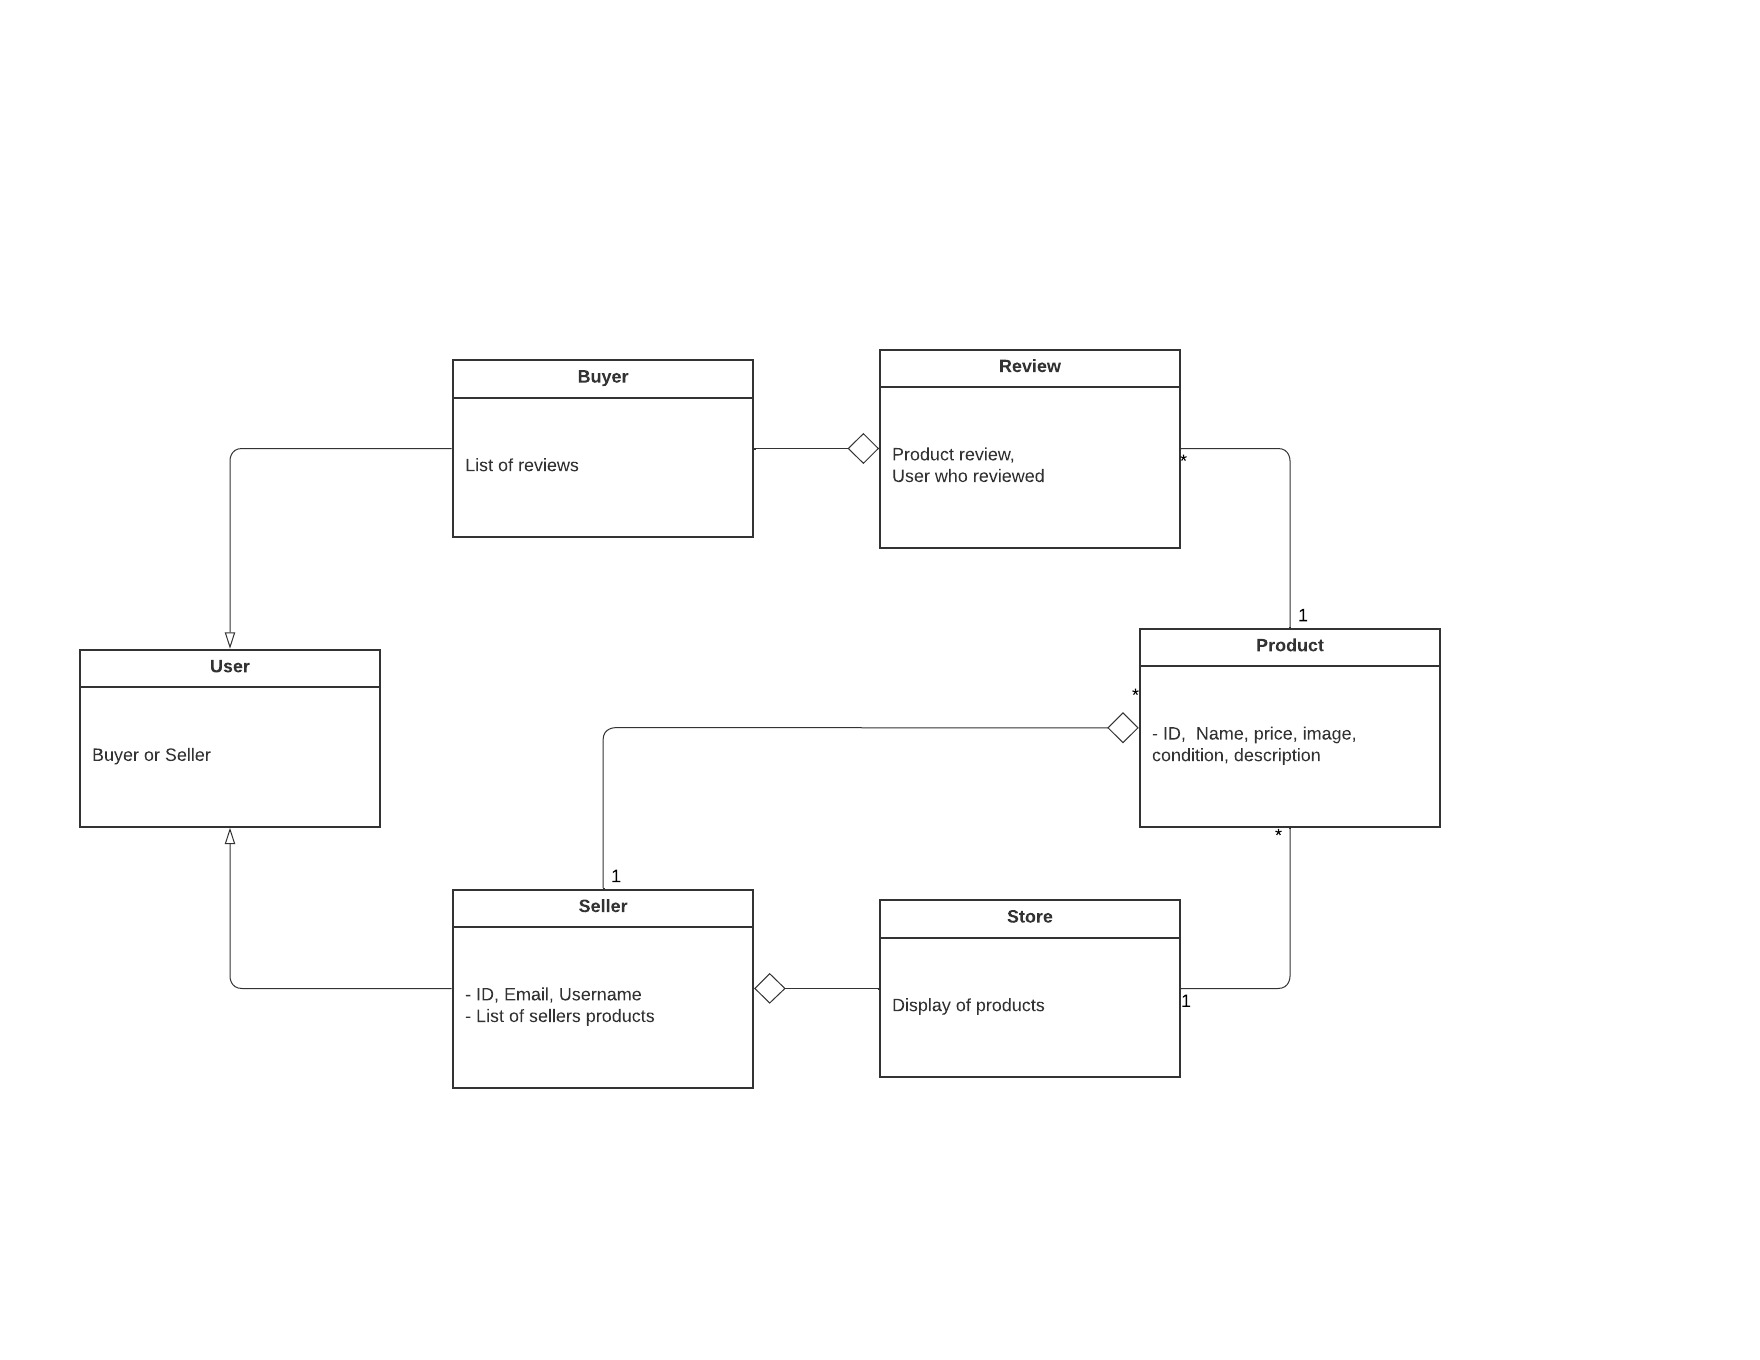 Buyer
List of reviews
Review
Product review,
User who reviewed
*
1
User
Buyer or Seller
Product
*
- ID,  Name, price, image,
condition, description
*
1
Seller
- ID, Email, Username
- List of sellers products
Store
Display of products
1